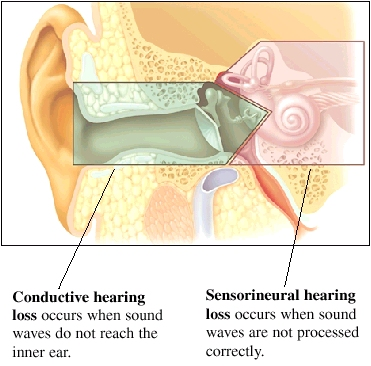 Conductive hearing
loss occurs when sound
waves do not reach the
inner ear.
Sensorineural hearing
loss occurs when sound
waves are not processed
correctly.